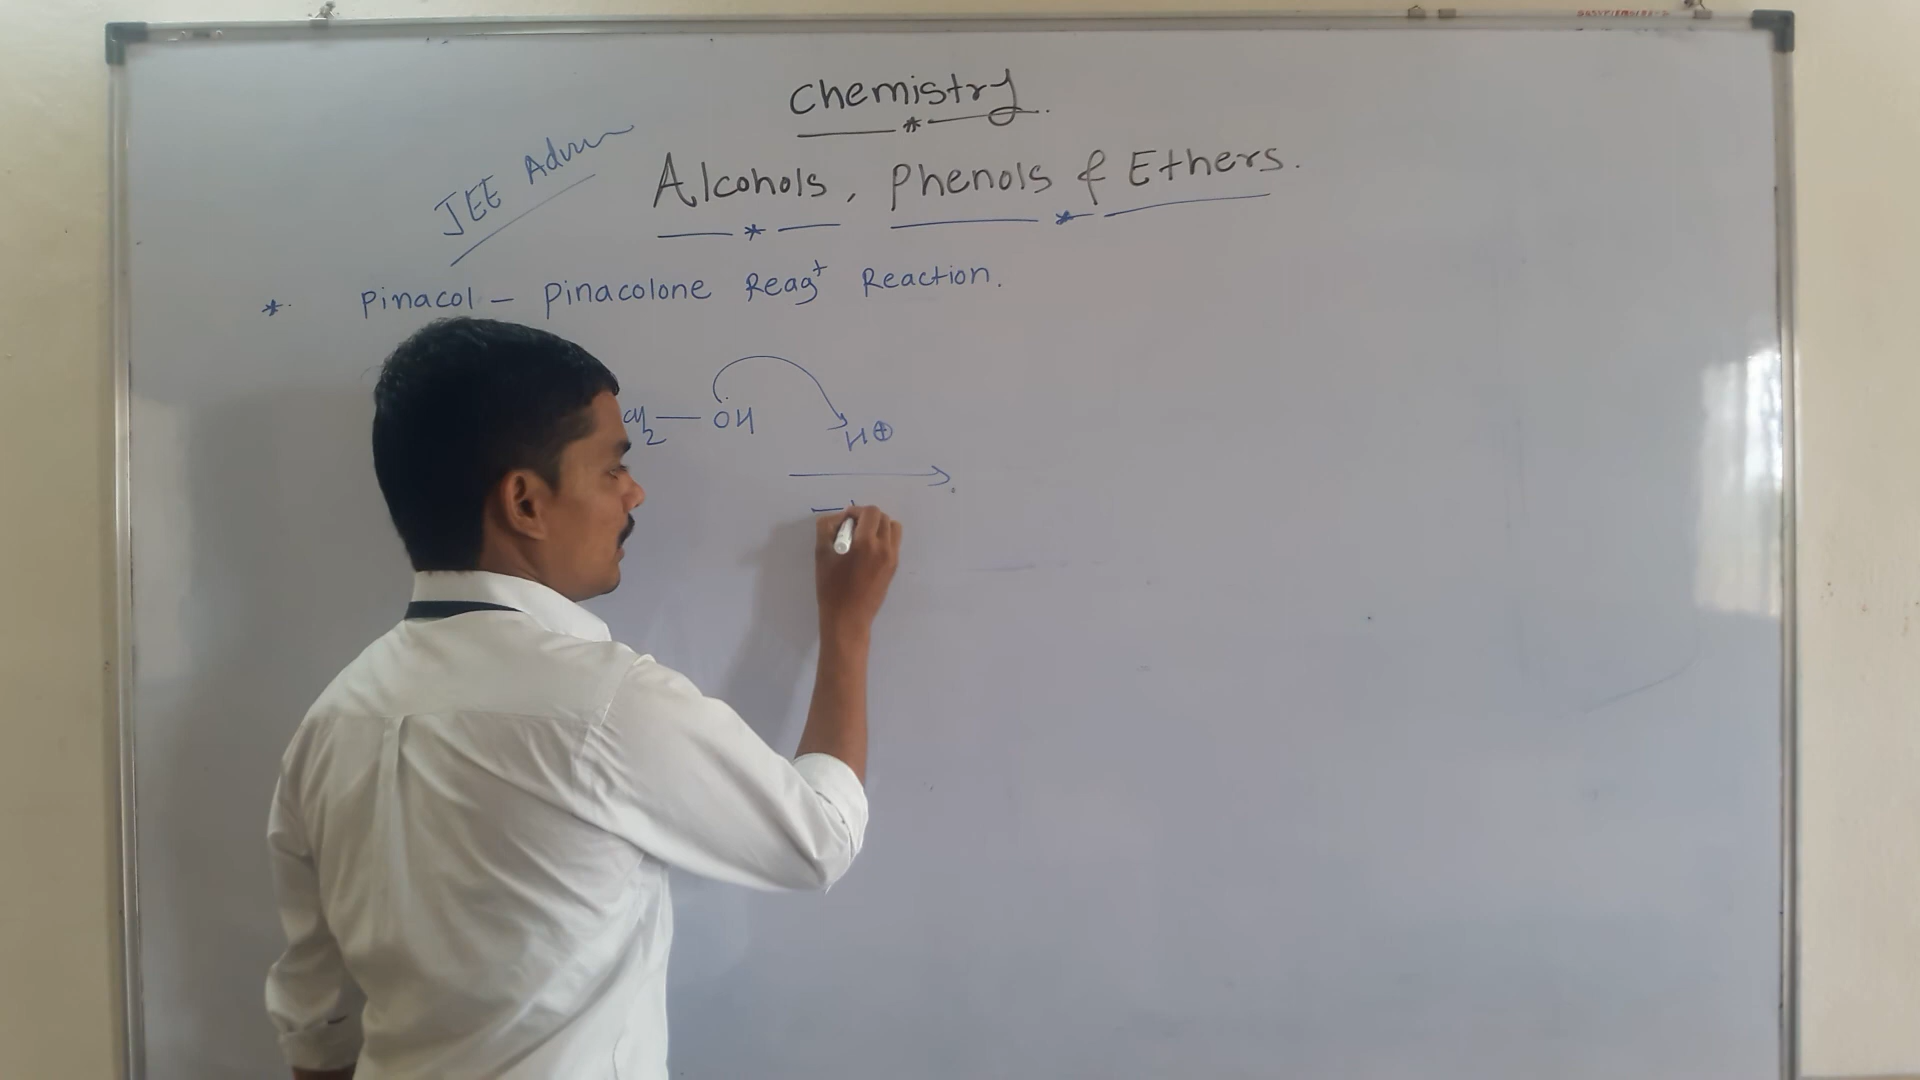 Chemistry
JEE Adv
Alcohols, Phenols & Ethers.
* Pinacol - Pinacolone Reagt Reaction.
CH2 — OH
H⊕